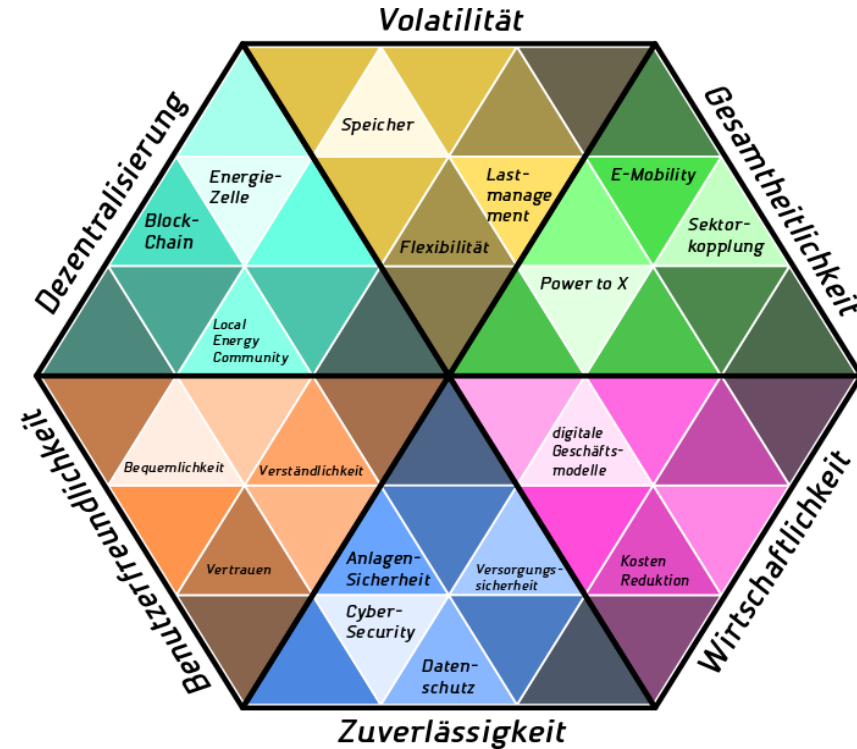 Volatilität
Gesamtheitlichkeit
Dezentralisierung
Speicher
Energie-
Zelle
Last-
manage
ment
E-Mobility
Block-
Chain
Flexibilität
Sektor-
kopplung
Power to X
Local
Energy
Community
Benutzerfreundlichkeit
Bequemlichkeit
Verständlichkeit
digitale
Geschäfts-
modelle
Wirtschaftlichkeit
Vertrauen
Anlagen-
Sicherheit
Versorgungs-
sicherheit
Kosten
Reduktion
Cyber-
Security
Daten-
schutz
Zuverlässigkeit